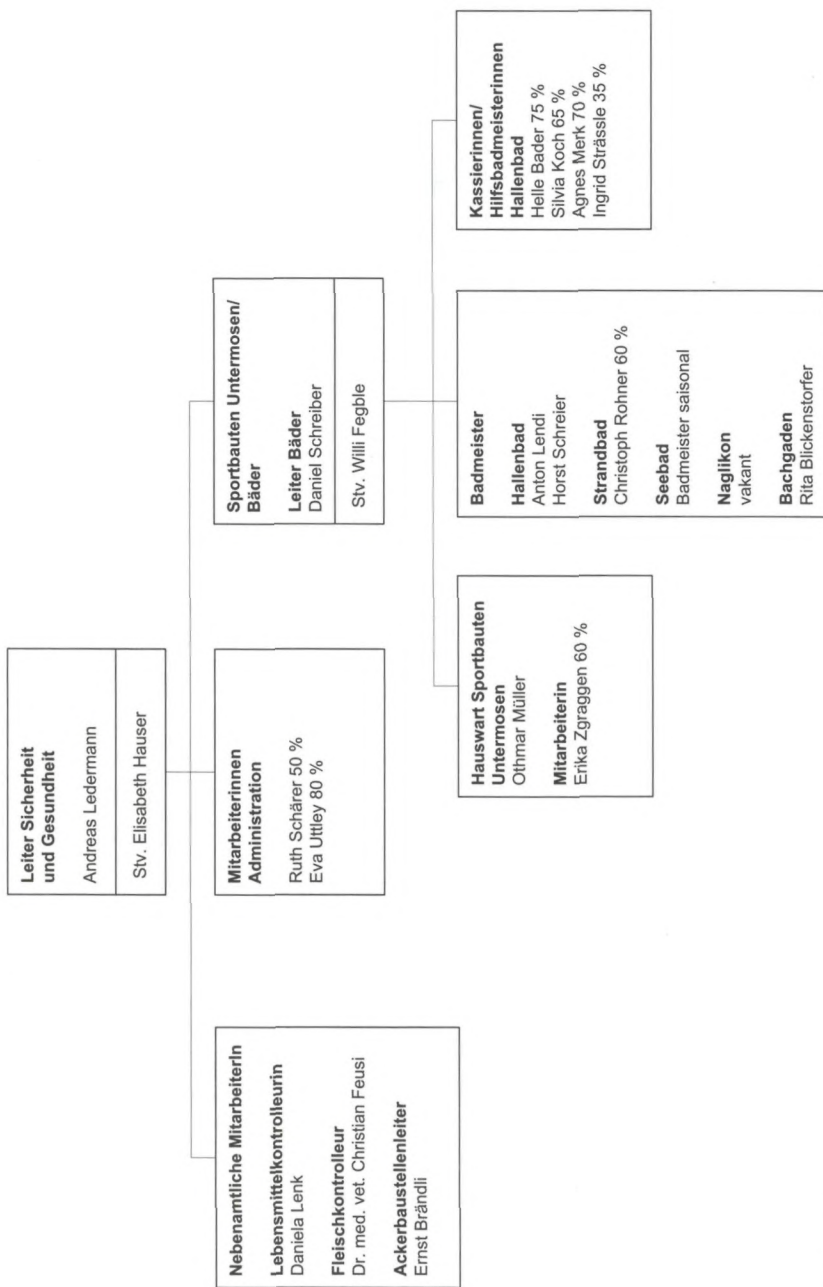 Leiter Sicherheit
und Gesundheit
Andreas Ledermann
Stv. Elisabeth Hauser
Nebenamtliche MitarbeiterIn
Lebensmittelkontrolleurin
Daniela Lenk
Fleischkontrolleur
Dr. med. vet. Christian Feusi
Ackerbaustellenleiter
Ernst Brändli
Mitarbeiterinnen
Administration
Ruth Schärer 50 %
Eva Uttley 80 %
Sportbauten Untermosen/
Bäder
Leiter Bäder
Daniel Schreiber
Stv. Willi Fegble
Hauswart Sportbauten
Untermosen
Othmar Müller
Mitarbeiterin
Erika Zgraggen 60 %
Badmeister
Hallenbad
Anton Lendi
Horst Schreier
Strandbad
Christoph Rohner 60 %
Seebad
Badmeister saisonal
Naglikon
vakant
Bachgaden
Rita Blickenstorfer
Kassierinnen/
Hilfsbadmeisterinnen
Hallenbad
Helle Bader 75 %
Silvia Koch 65 %
Agnes Merk 70 %
Ingrid Strässle 35 %